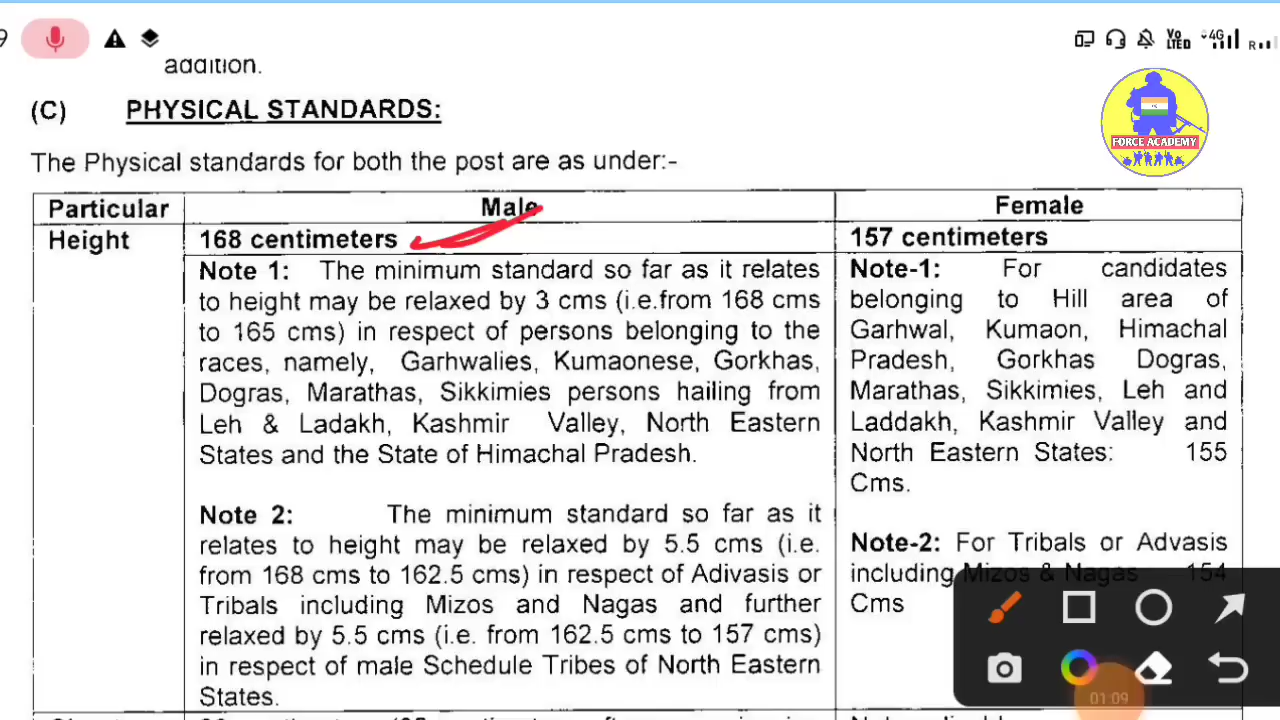 9
Vo LTED
4G
R
addition.
(C) PHYSICAL STANDARDS:
FORCE ACADEMY
The Physical standards for both the post are as under:-
Particular Male Female
Height 168 centimeters 157 centimeters
Note 1: The minimum standard so far as it relates
to height may be relaxed by 3 cms (i.e.from 168 cms
to 165 cms) in respect of persons belonging to the
races, namely, Garhwalies, Kumaonese, Gorkhas,
Dogras, Marathas, Sikkimies persons hailing from
Leh & Ladakh, Kashmir Valley, North Eastern
States and the State of Himachal Pradesh.
Note 2: The minimum standard so far as it
relates to height may be relaxed by 5.5 cms (i.e.
from 168 cms to 162.5 cms) in respect of Adivasis or
Tribals including Mizos and Nagas and further
relaxed by 5.5 cms (i.e. from 162.5 cms to 157 cms)
in respect of male Schedule Tribes of North Eastern
States.
Note-1: For candidates
belonging to Hill area of
Garhwal, Kumaon, Himachal
Pradesh, Gorkhas Dogras,
Marathas, Sikkimies, Leh and
Laddakh, Kashmir Valley and
North Eastern States: 155
Cms.
Note-2: For Tribals or Advasis
including Mizos & Nagas 154
Cms
01:09